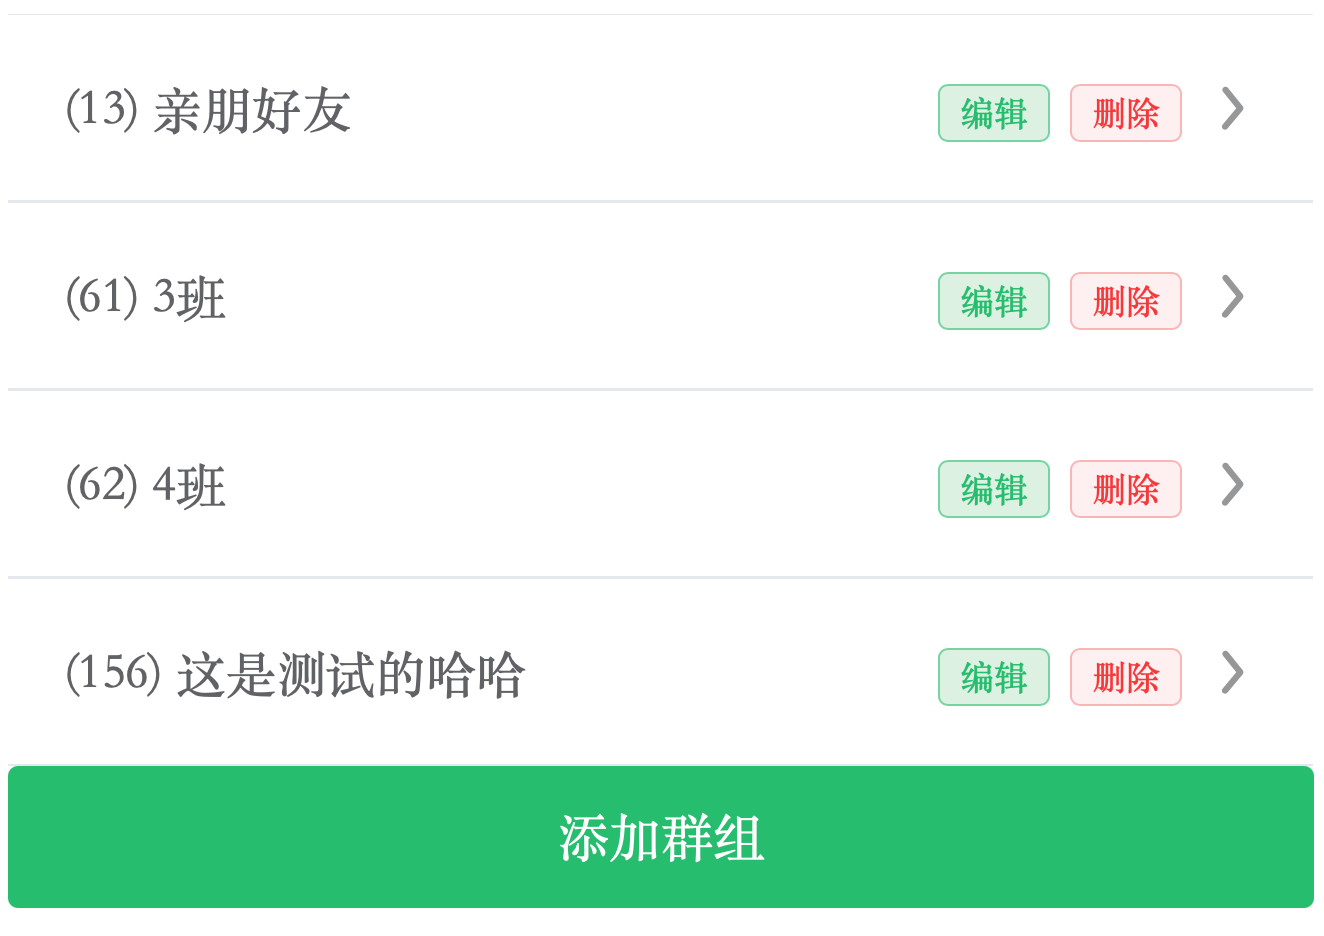 (13) 亲朋好友 编辑 删除
(61) 3班 编辑 删除
(62) 4班 编辑 删除
(156) 这是测试的哈哈 编辑 删除
添加群组